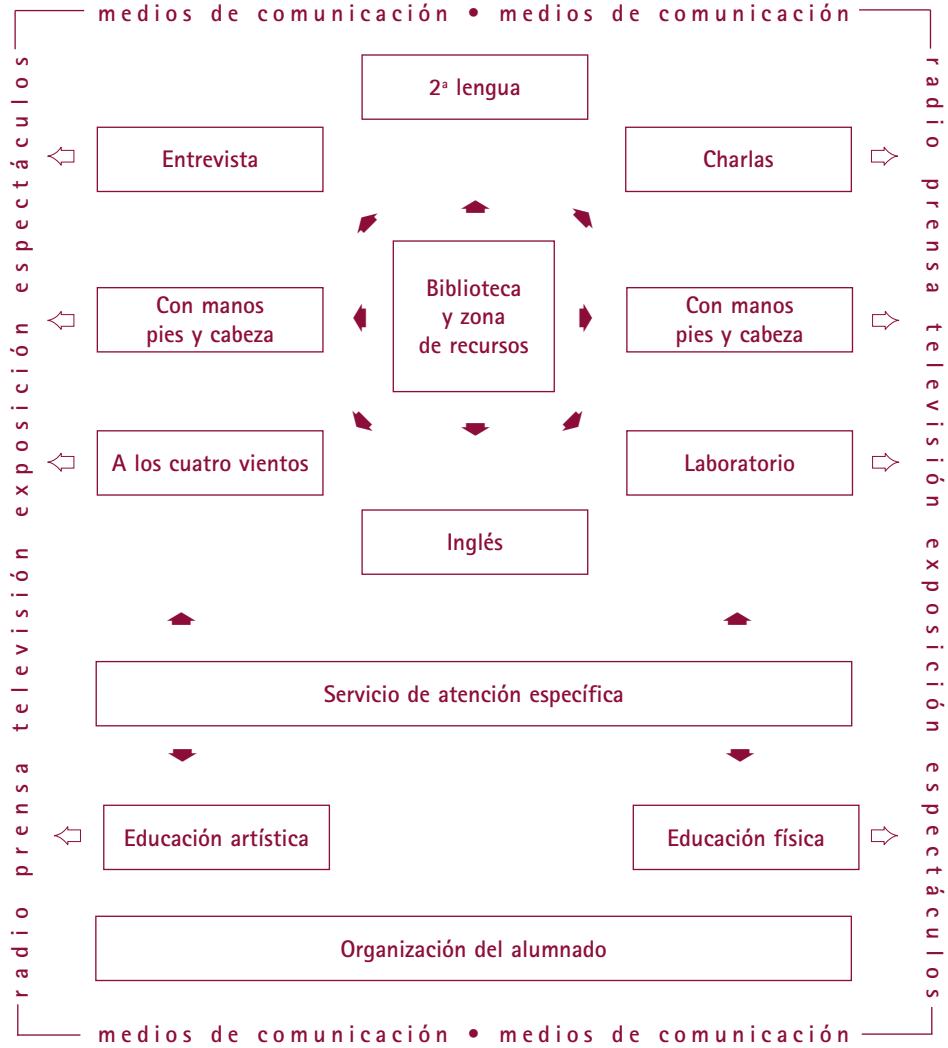 medios de comunicación • medios de comunicación
radio prensa televisión exposición espectáculos
radio prensa televisión exposición espectáculos
2ª lengua
Entrevista
Charlas
Con manos
pies y cabeza
Biblioteca
y zona
de recursos
Con manos
pies y cabeza
A los cuatro vientos
Laboratorio
Inglés
Servicio de atención específica
Educación artística
Educación física
Organización del alumnado
medios de comunicación • medios de comunicación